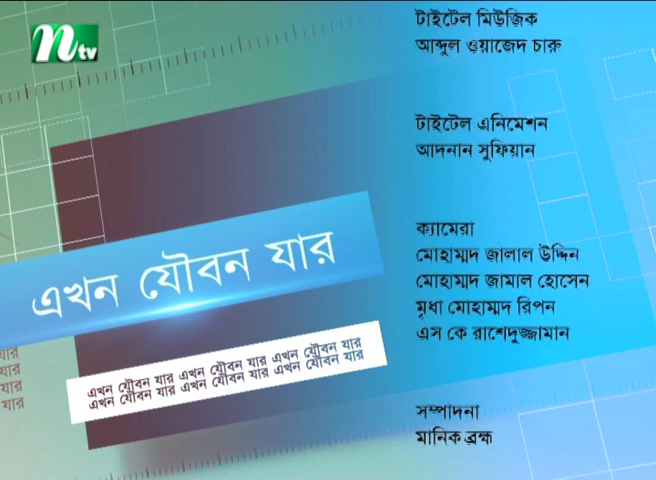 ntv
টাইটেল মিউজিক
আব্দুল ওয়াজেদ চারু
টাইটেল এনিমেশন
আদনান সুফিয়ান
ক্যামেরা
মোহাম্মদ জালাল উদ্দিন
মোহাম্মদ জামাল হোসেন
মৃধা মোহাম্মদ রিপন
এস কে রাশেদুজ্জামান
সম্পাদনা
মানিক ব্রহ্ম
এখন যৌবন যার
এখন যৌবন যার এখন যৌবন যার এখন যৌবন যার
এখন যৌবন যার এখন যৌবন যার এখন যৌবন যার
যার
যার
যার
যার